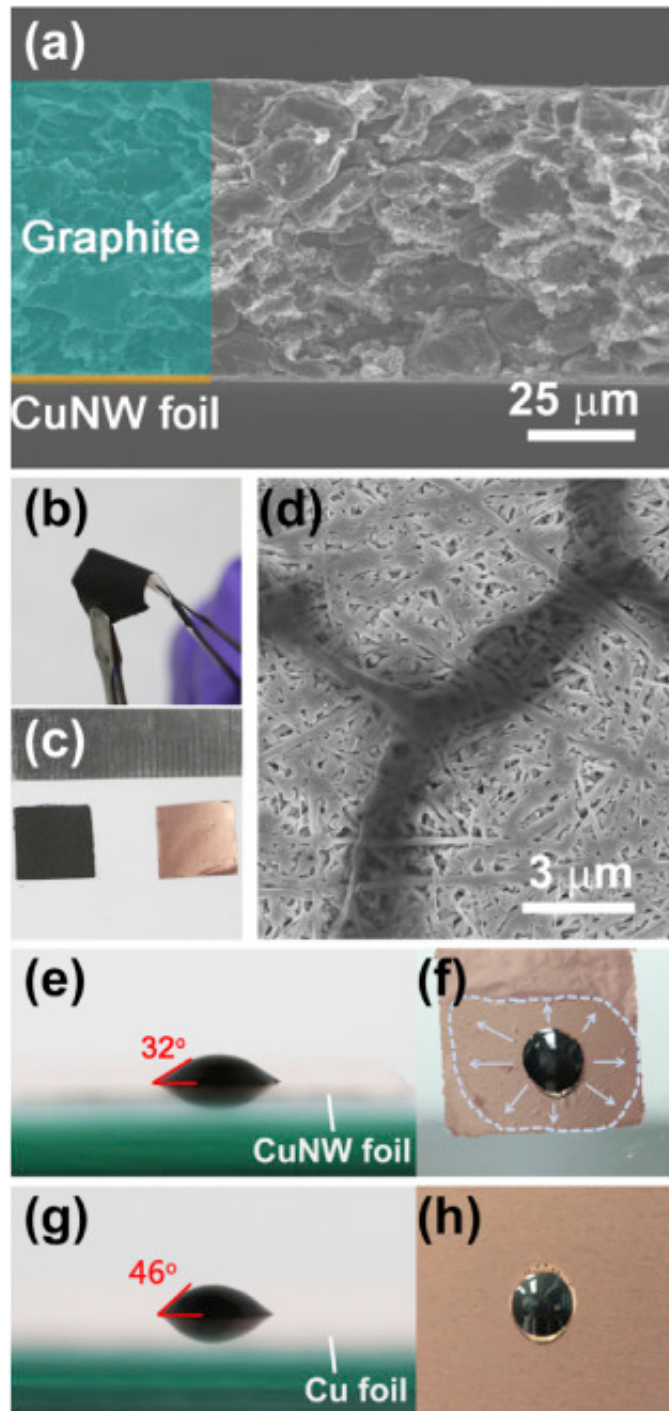 (a)
Graphite
CuNW foil
25 μm
(b)
(d)
(c)
3 μm
(e)
(f)
32°
CuNW foil
(g)
(h)
46°
Cu foil